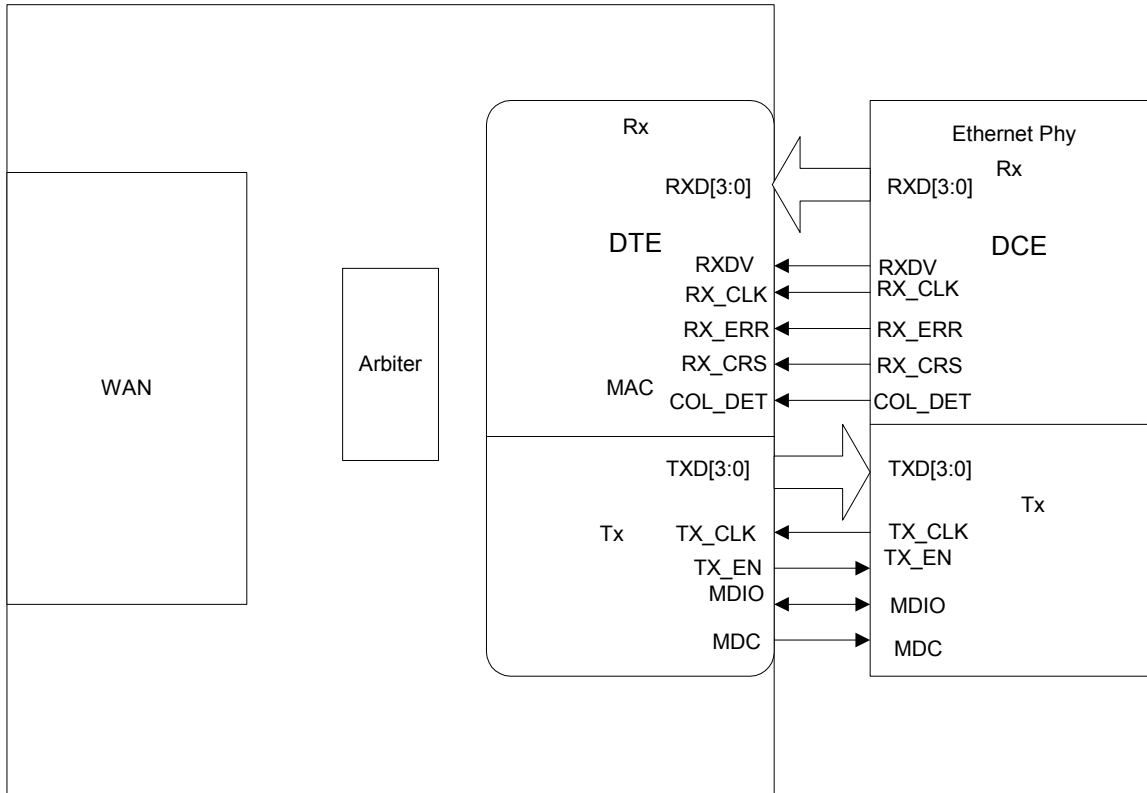 WAN
Arbiter
Rx
RXD[3:0]
DTE
RXDV
RX_CLK
RX_ERR
RX_CRS
MAC
COL_DET
TXD[3:0]
Tx
TX_CLK
TX_EN
MDIO
MDC
Ethernet Phy
Rx
RXD[3:0]
DCE
RXDV
RX_CLK
RX_ERR
RX_CRS
COL_DET
TXD[3:0]
Tx
TX_CLK
TX_EN
MDIO
MDC